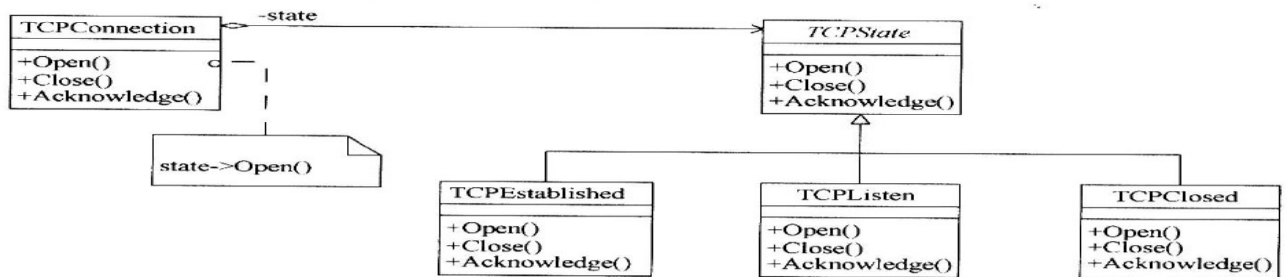 -state
TCPConnection
+Open()
+Close()
+Acknowledge()
TCPState
+Open()
+Close()
+Acknowledge()
state->Open()
TCPEstablished
+Open()
+Close()
+Acknowledge()
TCPListen
+Open()
+Close()
+Acknowledge()
TCPClosed
+Open()
+Close()
+Acknowledge()